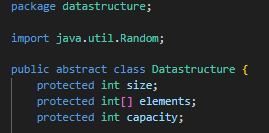 package datastructure;
import java.util.Random;
public abstract class Datastructure {
protected int size;
protected int[] elements;
protected int capacity;